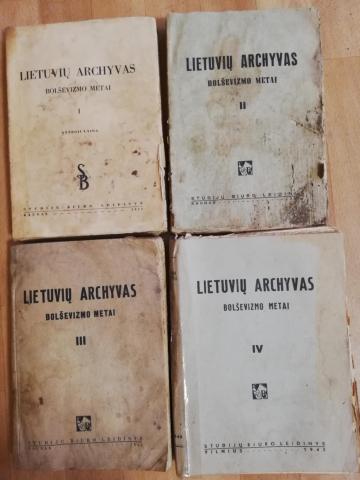 LIETUVIŲ ARCHYVAS
BOLŠEVIZMO METAI
I
STUDIJŲ BIURO LEIDINYS
KAUNAS
LIETUVIŲ ARCHYVAS
BOLŠEVIZMO METAI
II
STUDIJŲ BIURO LEIDINYS
KAUNAS
LIETUVIŲ ARCHYVAS
BOLŠEVIZMO METAI
III
STUDIJŲ BIURO LEIDINYS
KAUNAS
LIETUVIŲ ARCHYVAS
BOLŠEVIZMO METAI
IV
STUDIJŲ BIURO LEIDINYS
VILNIUS 1943